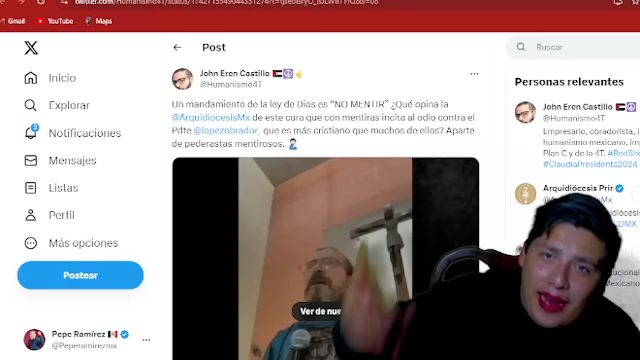 Gmail
YouTube
Maps
Post
Buscar
Inicio
Explorar
3
Notificaciones
Mensajes
Listas
Perfil
Más opciones
Postear
Pepe Ramírez
@Peperamirezmx
John Eren Castillo
@Humanismo4T
Un mandamiento de la ley de Dios es “NO MENTIR” ¿Qué opina la
@ArquidiocesisMx de este cura que con mentiras incita al odio contra el
Pdte @lopezobrador_ que es más cristiano que muchos de ellos? Aparte
de pederastas mentirosos.
Ver de nue
Personas relevantes
John Eren Castillo
@Humanismo4T
Empresario, obradorista,
humanismo mexicano,
Plan C y de la 4T. #RedShe
#ClaudiaPresidenta2024
Arquidiócesis Prir